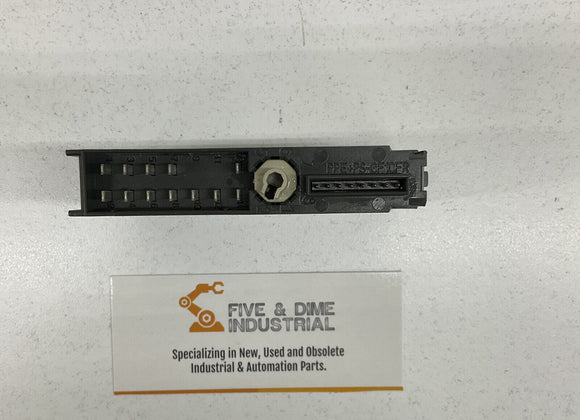 FIVE & DIME
INDUSTRIAL
Specializing in New, Used and Obsolete
Industrial & Automation Parts.